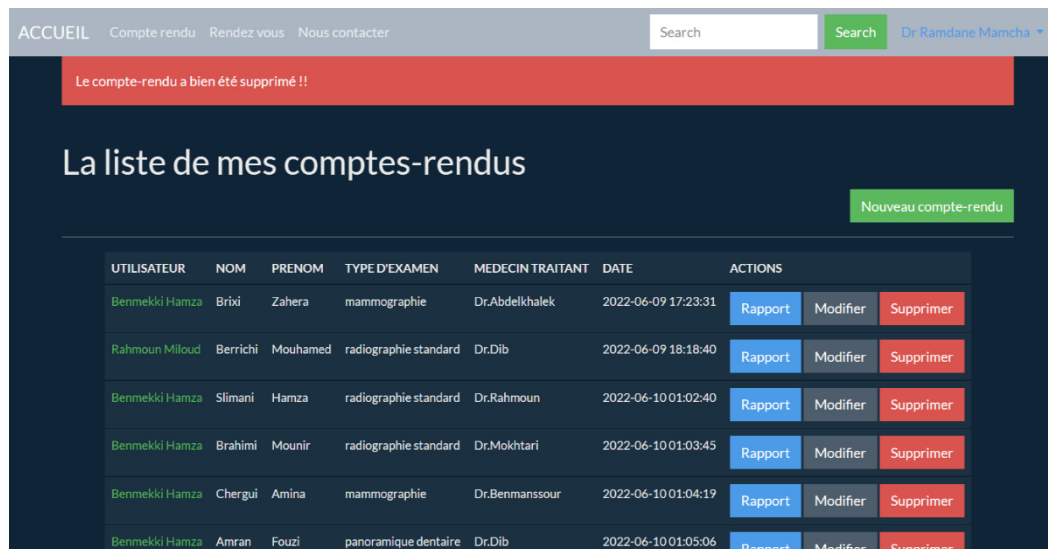 ACCUEIL Compte rendu Rendez vous Nous contacter Search Search Dr Ramdane Mamcha
Le compte-rendu a bien été supprimé !!
La liste de mes comptes-rendus
Nouveau compte-rendu
UTILISATEUR NOM PRENOM TYPE D'EXAMEN MEDECIN TRAITANT DATE ACTIONS
Benmekki Hamza Brixi Zahera mammographie Dr.Abdelkhalek 2022-06-09 17:23:31 Rapport Modifier Supprimer
Rahmoun Miloud Berrichi Mouhamed radiographie standard Dr.Dib 2022-06-09 18:18:40 Rapport Modifier Supprimer
Benmekki Hamza Slimani Hamza radiographie standard Dr.Rahmoun 2022-06-10 01:02:40 Rapport Modifier Supprimer
Benmekki Hamza Brahimi Mounir radiographie standard Dr.Mokhtari 2022-06-10 01:03:45 Rapport Modifier Supprimer
Benmekki Hamza Chergui Amina mammographie Dr.Benmanssour 2022-06-10 01:04:19 Rapport Modifier Supprimer
Benmekki Hamza Amran Fouzi panoramique dentaire Dr.Dib 2022-06-10 01:05:06 Rapport Modifier Supprimer